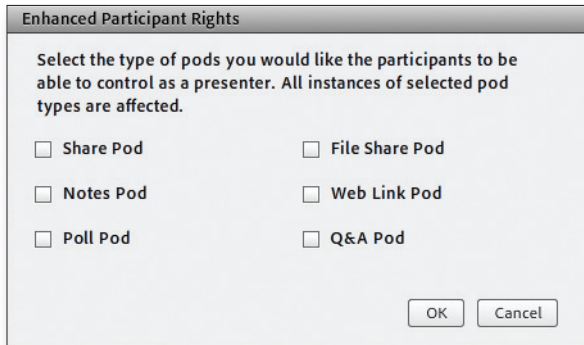 Enhanced Participant Rights
Select the type of pods you would like the participants to be
able to control as a presenter. All instances of selected pod
types are affected.
Share Pod
File Share Pod
Notes Pod
Web Link Pod
Poll Pod
Q&A Pod
OK
Cancel